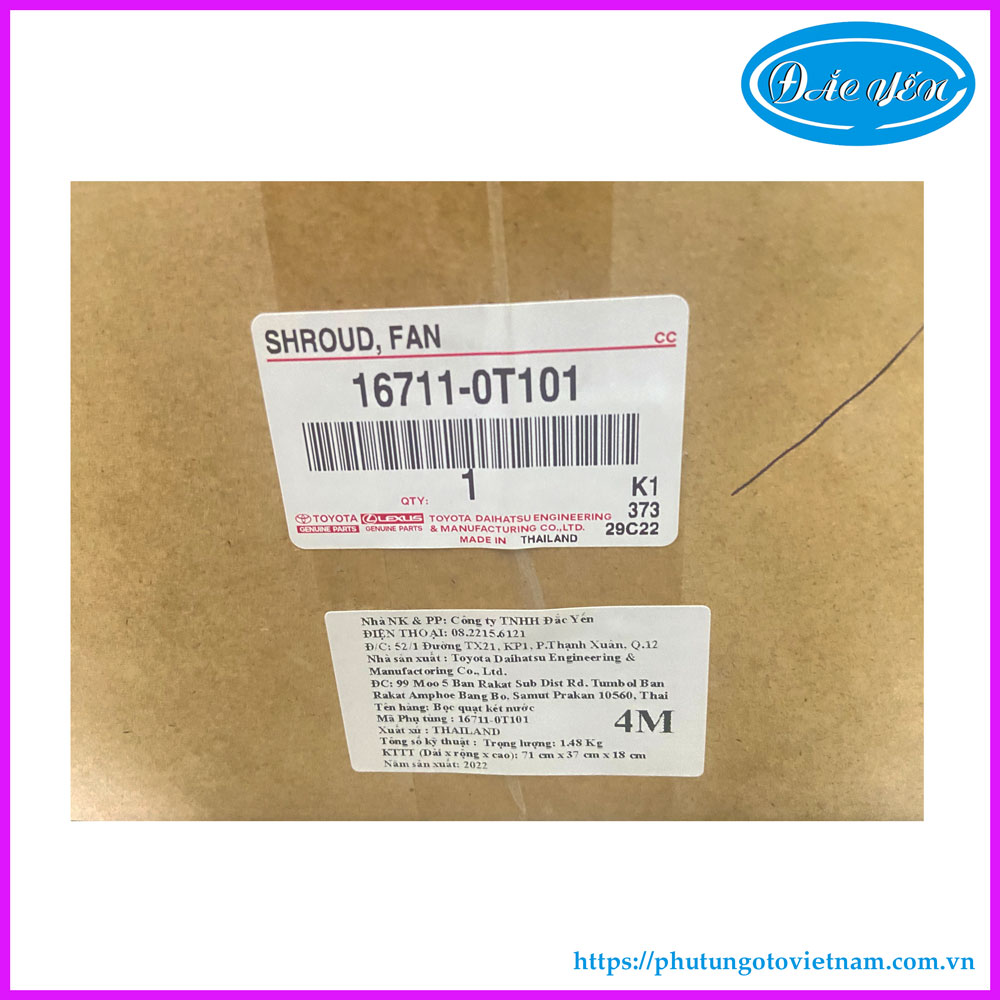 ĐẮC YẾN
SHROUD, FAN
CC
16711-0T101
QTY: 1
K1
373
29C22
TOYOTA
GENUINE PARTS
LEXUS
GENUINE PARTS
TOYOTA DAIHATSU ENGINEERING
& MANUFACTURING CO.,LTD.
MADE IN THAILAND
Nhà NK & PP: Công ty TNHH Đắc Yến
ĐIỆN THOẠI: 08.2215.6121
Đ/C: 52/1 Đường TX21, KP1, P.Thạnh Xuân, Q.12
Nhà sản xuất : Toyota Daihatsu Engineering &
Manufactoring Co., Ltd.
ĐC: 99 Moo 5 Ban Rakat Sub Dist Rd. Tumbol Ban
Rakat Amphoe Bang Bo, Samut Prakan 10560, Thai
Tên hàng: Bọc quạt két nước
Mã Phụ tùng : 16711-0T101
Xuất xứ : THAILAND
4M
Tổng số kỹ thuật : Trọng lượng: 1.48 Kg
KTTT (Dài x rộng x cao): 71 cm x 37 cm x 18 cm
Năm sản xuất: 2022
https://phutungotovietnam.com.vn